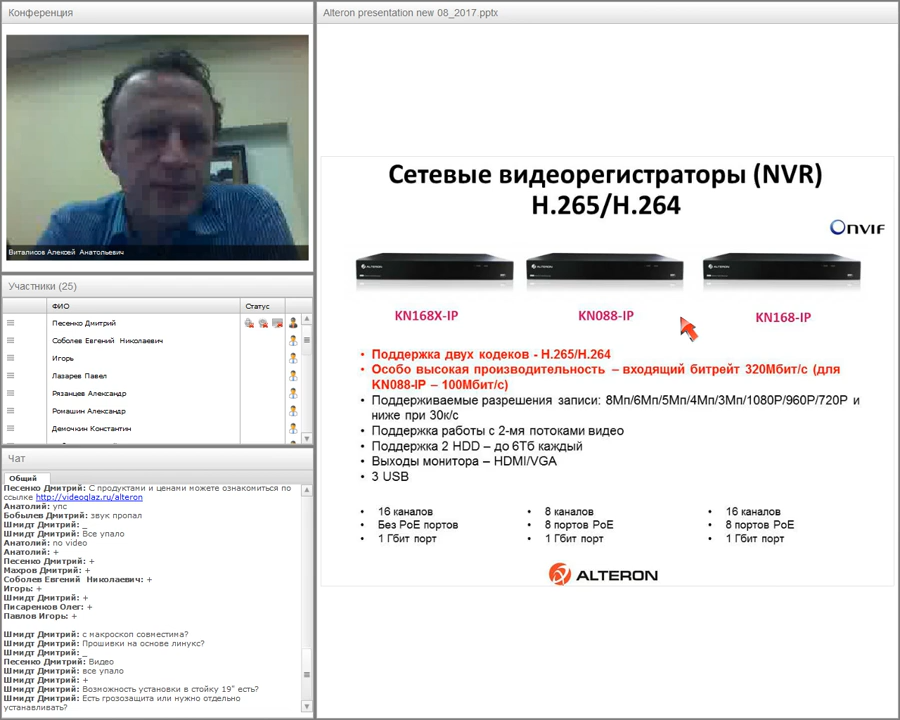 Конференция
Виталисов Алексей Анатольевич
Участники (25)
ФИО
Статус
Песенко Дмитрий
Соболев Евгений Николаевич
Игорь
Лазарев Павел
Рязанцев Александр
Ромашин Александр
Демочкин Константин
Чат
Общий
Песенко Дмитрий: С продуктами и ценами можете ознакомиться по
ссылке http://videoglaz.ru/alteron
Анатолий: упс
Бобылев Дмитрий: звук пропал
Шмидт Дмитрий: _
Шмидт Дмитрий: Все упало
Анатолий: no video
Анатолий: +
Песенко Дмитрий: +
Махров Дмитрий: +
Соболев Евгений Николаевич: +
Игорь: +
Шмидт Дмитрий: +
Шмидт Дмитрий: +
Писаренков Олег: +
Павлов Игорь: +
Шмидт Дмитрий: с макроскоп совместима?
Шмидт Дмитрий: Прошивки на основе линукс?
Шмидт Дмитрий: _
Песенко Дмитрий: Видео
Шмидт Дмитрий: все упало
Шмидт Дмитрий: +
Шмидт Дмитрий: Возможность установки в стойку 19" есть?
Шмидт Дмитрий: Есть грозозащита или нужно отдельно
устанавливать?
Alteron presentation new 08_2017.pptx
Сетевые видеорегистраторы (NVR)
H.265/H.264
ONVIF
ALTERON
ALTERON
ALTERON
KN168X-IP
KN088-IP
KN168-IP
• Поддержка двух кодеков - H.265/H.264
• Особо высокая производительность – входящий битрейт 320Мбит/с (для
KN088-IP – 100Мбит/с)
• Поддерживаемые разрешения записи: 8Мп/6Мп/5Мп/4Мп/3Мп/1080P/960P/720P и
ниже при 30к/с
• Поддержка работы с 2-мя потоками видео
• Поддержка 2 HDD – до 6Тб каждый
• Выходы монитора – HDMI/VGA
• 3 USB
• 16 каналов
• Без PoE портов
• 1 Гбит порт
• 8 каналов
• 8 портов PoE
• 1 Гбит порт
• 16 каналов
• 8 портов PoE
• 1 Гбит порт
ALTERON